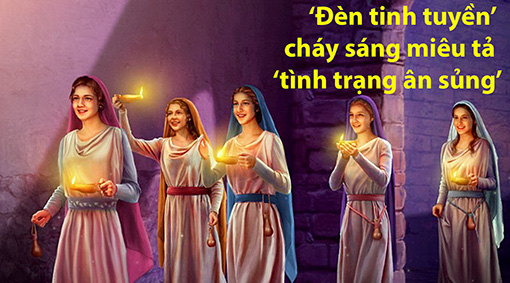 ‘Đèn tinh tuyền’
cháy sáng miêu tả
‘tình trạng ân sủng’